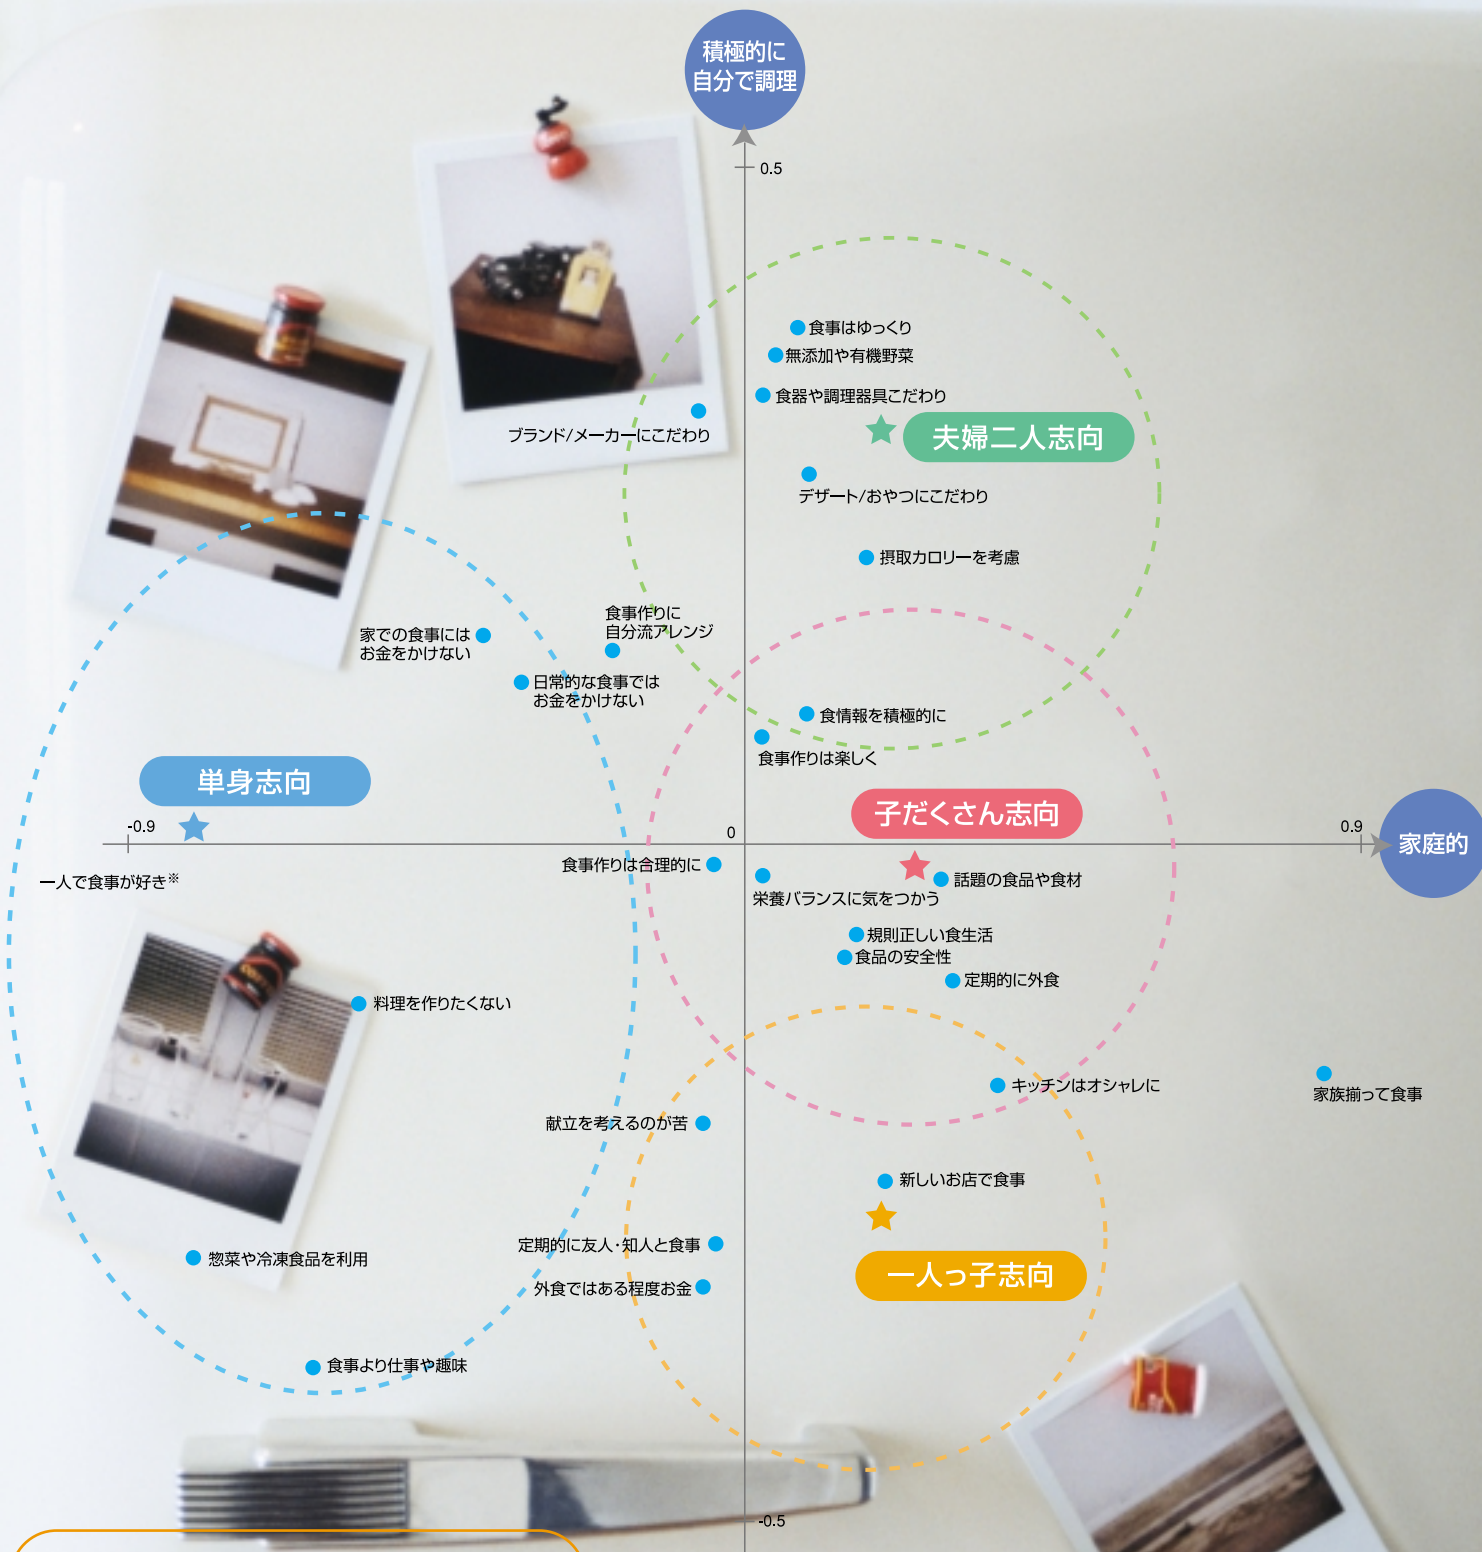 積極的に
自分で調理
0.5
食事はゆっくり
無添加や有機野菜
食器や調理器具こだわり
ブランド/メーカーにこだわり
夫婦二人志向
デザート/おやつにこだわり
摂取カロリーを考慮
食事作りに
自分流アレンジ
家での食事には
お金をかけない
日常的な食事では
お金をかけない
食情報を積極的に
食事作りは楽しく
単身志向
子だくさん志向
-0.9
0
0.9
家庭的
食事作りは合理的に
一人で食事が好き※
話題の食品や食材
栄養バランスに気をつかう
規則正しい食生活
食品の安全性
定期的に外食
料理を作りたくない
キッチンはオシャレに
家族揃って食事
献立を考えるのが苦
新しいお店で食事
定期的に友人・知人と食事
惣菜や冷凍食品を利用
一人っ子志向
外食ではある程度お金
食事より仕事や趣味
-0.5